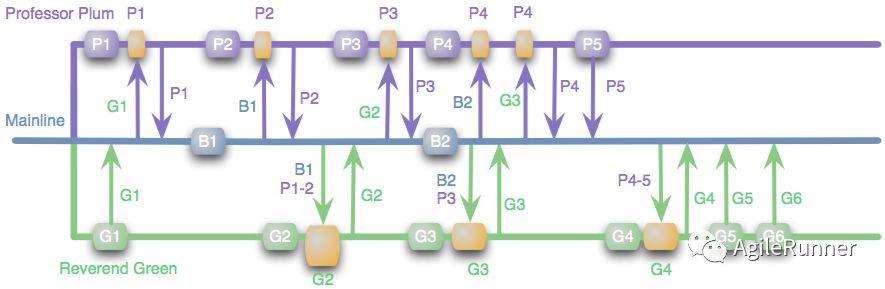 Professor Plum P1 P2 P3 P4 P4
P1 P2 P3 P4 P5
G1 P1 B1 P2 G2 P3 B2 G3 P4 P5
Mainline
B1 B2
G1 B1 P1-2 G2 B2 P3 G3 P4-5 G4 G5 G6
G1 G2 G3 G4 G5 G6
Reverend Green G2 G3 G4
AgileRunner